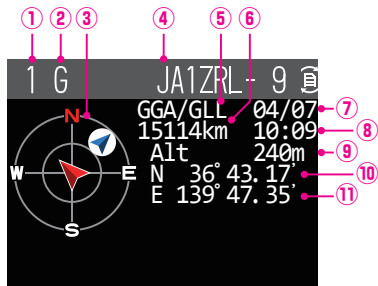 ① ② ③ ④ ⑤ ⑥
1 G JA1ZRL- 9
N
W E
S
GGA/GLL 04/07 ⑦
15114km 10:09 ⑧
Alt 240m ⑨
N 36° 43.17' ⑩
E 139° 47.35' ⑪